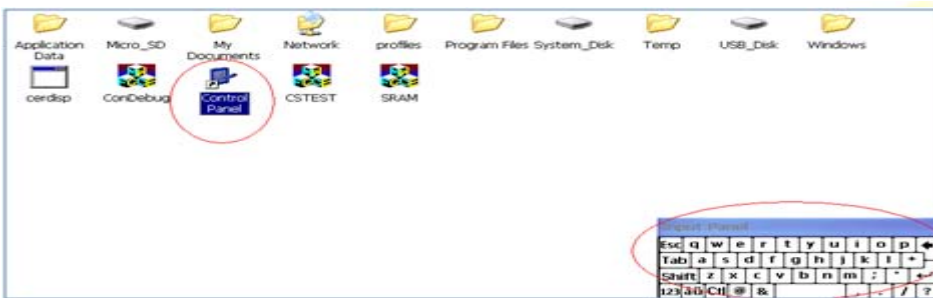 Application Data
Micro_SD
My Documents
Network
profiles
Program Files
System_Disk
Temp
USB_Disk
Windows
cerdisp
ConDebug
Control Panel
CSTEST
SRAM
Input Panel
Esc q w e r t y u i o p
Tab a s d f g h j k l
Shift z x c v b n m ; '
123 áü Ctl @ & , . / ?